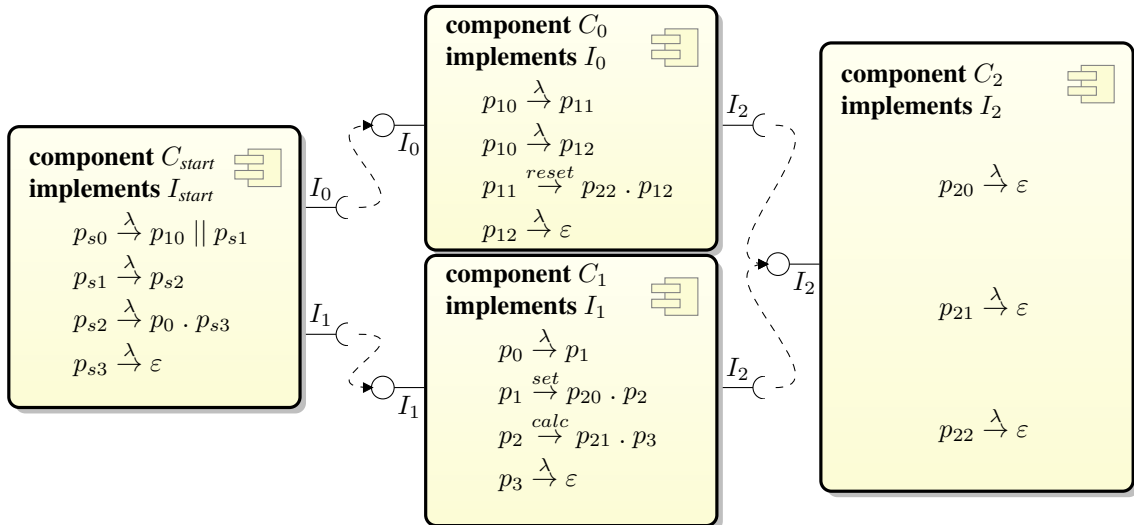 component C_start
implements I_start
p_s0 →^λ p_10 || p_s1
p_s1 →^λ p_s2
p_s2 →^λ p_0 . p_s3
p_s3 →^λ ε
I_0
I_1
I_0
I_1
component C_0
implements I_0
p_10 →^λ p_11
p_10 →^λ p_12
p_11 →^reset p_22 . p_12
p_12 →^λ ε
component C_1
implements I_1
p_0 →^λ p_1
p_1 →^set p_20 . p_2
p_2 →^calc p_21 . p_3
p_3 →^λ ε
I_2
I_2
I_2
component C_2
implements I_2
p_20 →^λ ε
p_21 →^λ ε
p_22 →^λ ε